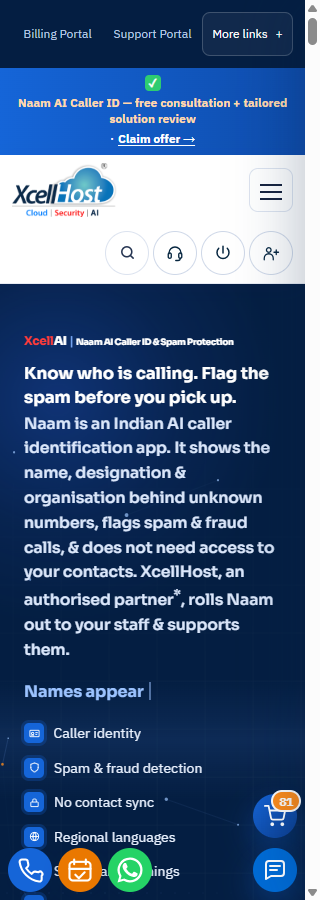 Billing Portal Support Portal More links +
Naam AI Caller ID — free consultation + tailored
solution review
· Claim offer →
XcellHost®
Cloud | Security | AI
XcellAI | Naam AI Caller ID & Spam Protection
Know who is calling. Flag the
spam before you pick up.
Naam is an Indian AI caller
identification app. It shows the
name, designation &
organisation behind unknown
numbers, flags spam & fraud
calls, & does not need access to
your contacts. XcellHost, an
authorised partner*, rolls Naam
out to your staff & supports
them.
Names appear
Caller identity
Spam & fraud detection
No contact sync
81
Regional languages